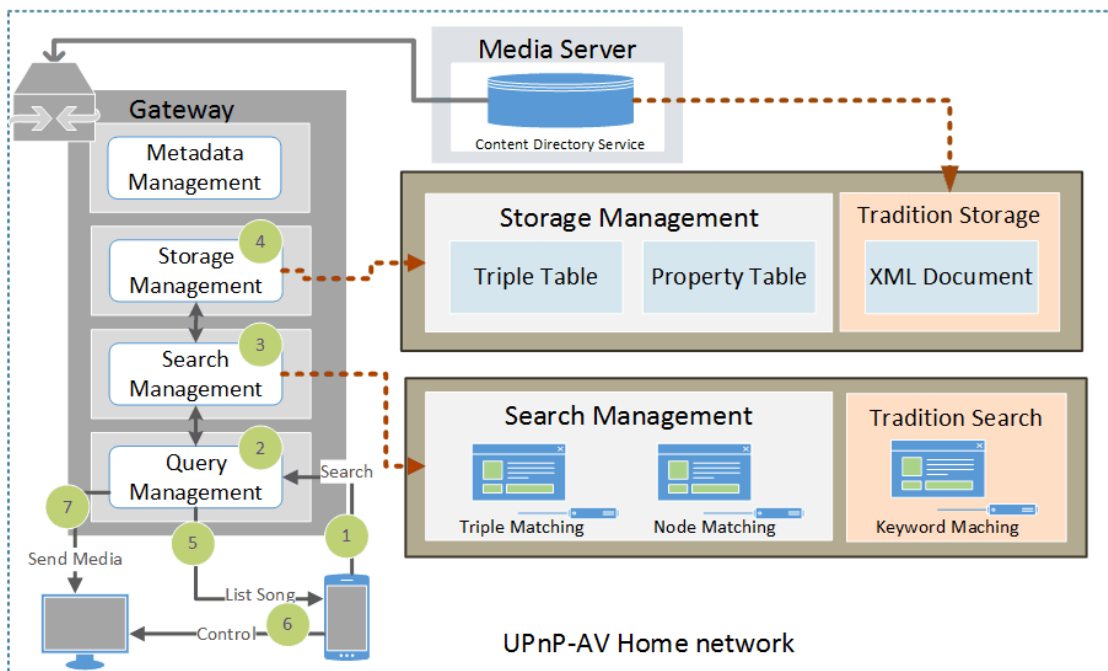 Media Server
Content Directory Service
Gateway
Metadada
Management
Storage
Management
4
Search
Management
3
Query
Management
2
Search
7
5
1
Send Media
List Song
6
Control
Storage Management
Triple Table
Property Table
Tradition Storage
XML Document
Search Management
Triple Matching
Node Matching
Tradition Search
Keyword Maching
UPnP-AV Home network